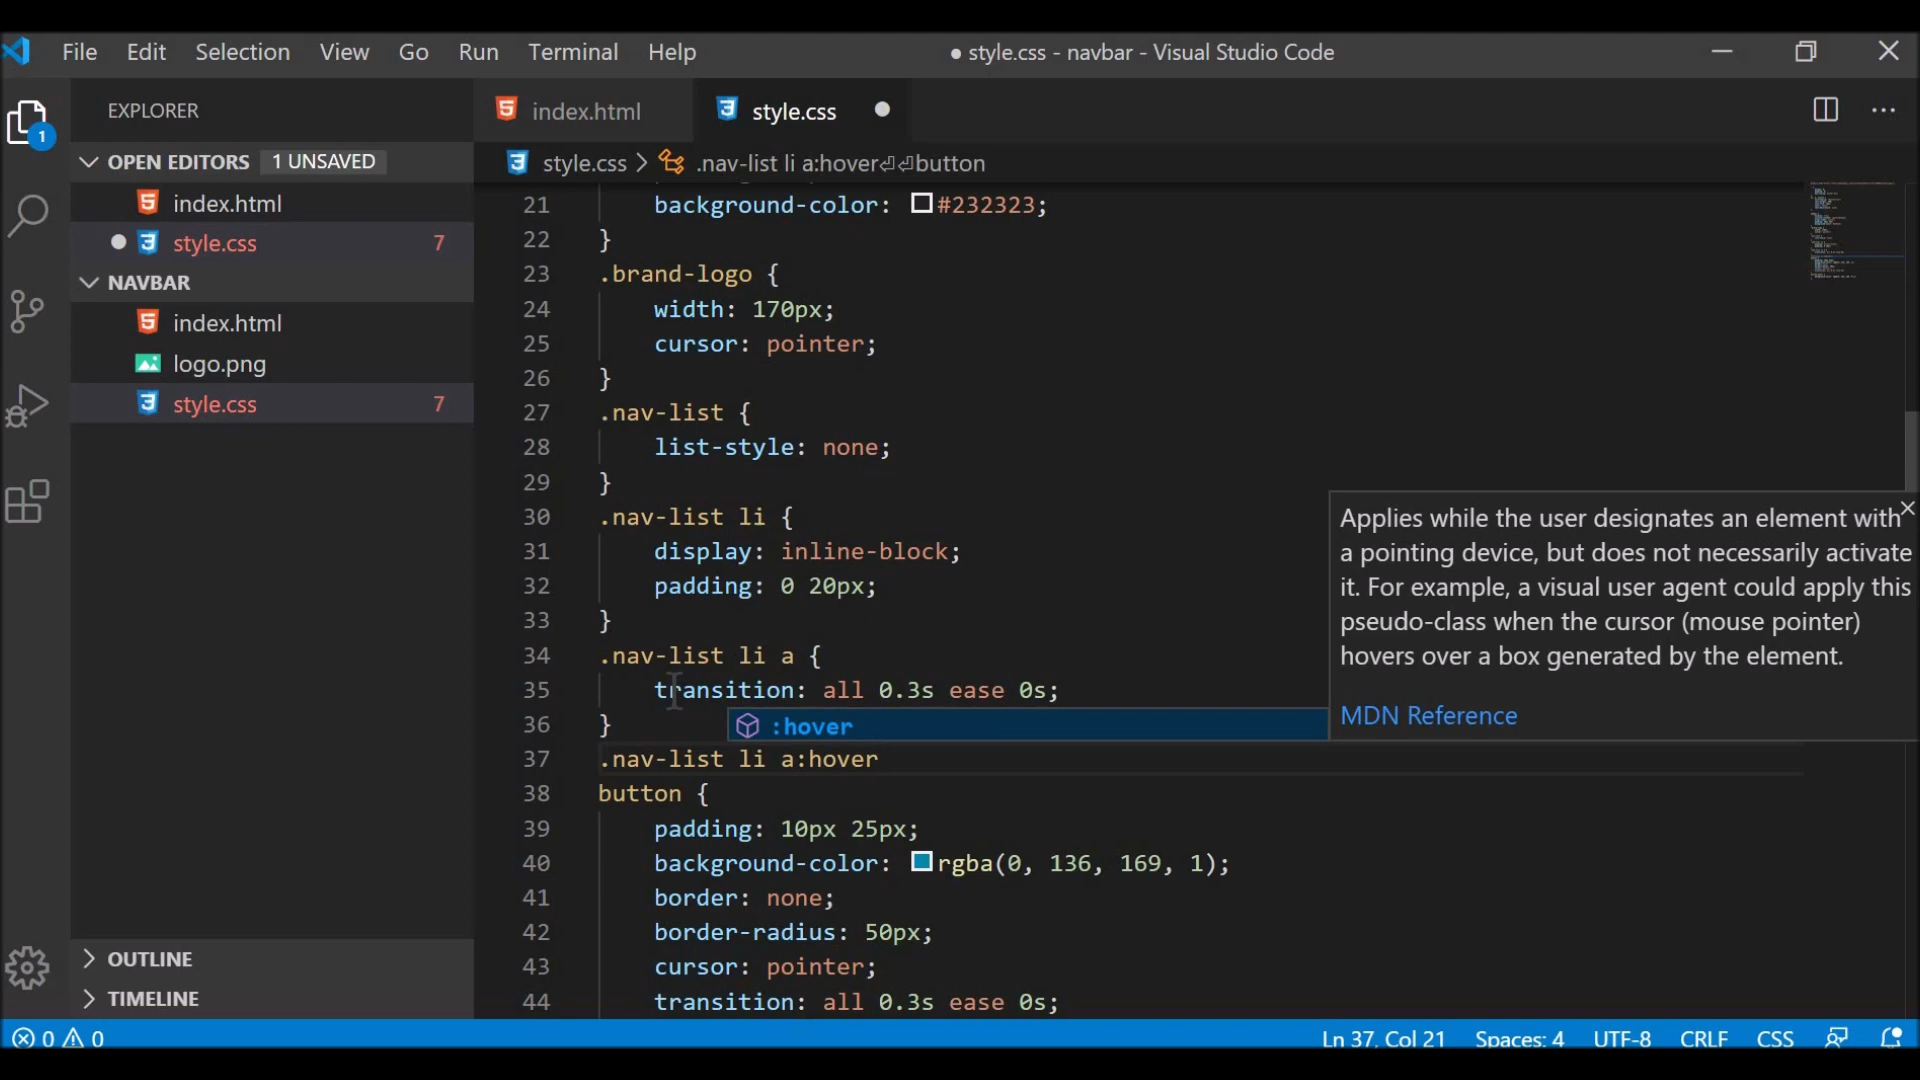 File Edit Selection View Go Run Terminal Help ● style.css - navbar - Visual Studio Code
EXPLORER
OPEN EDITORS 1 UNSAVED
index.html
style.css 7
NAVBAR
index.html
logo.png
style.css 7
OUTLINE
TIMELINE
1
index.html style.css
style.css > .nav-list li a:hover⏎⏎button
21 background-color: #232323;
22 }
23 .brand-logo {
24 width: 170px;
25 cursor: pointer;
26 }
27 .nav-list {
28 list-style: none;
29 }
30 .nav-list li {
31 display: inline-block;
32 padding: 0 20px;
33 }
34 .nav-list li a {
35 transition: all 0.3s ease 0s;
36 }
:hover
37 .nav-list li a:hover
38 button {
39 padding: 10px 25px;
40 background-color: rgba(0, 136, 169, 1);
41 border: none;
42 border-radius: 50px;
43 cursor: pointer;
44 transition: all 0.3s ease 0s;
Applies while the user designates an element with
a pointing device, but does not necessarily activate
it. For example, a visual user agent could apply this
pseudo-class when the cursor (mouse pointer)
hovers over a box generated by the element.
MDN Reference
0 0 Ln 37, Col 21 Spaces: 4 UTF-8 CRLF CSS